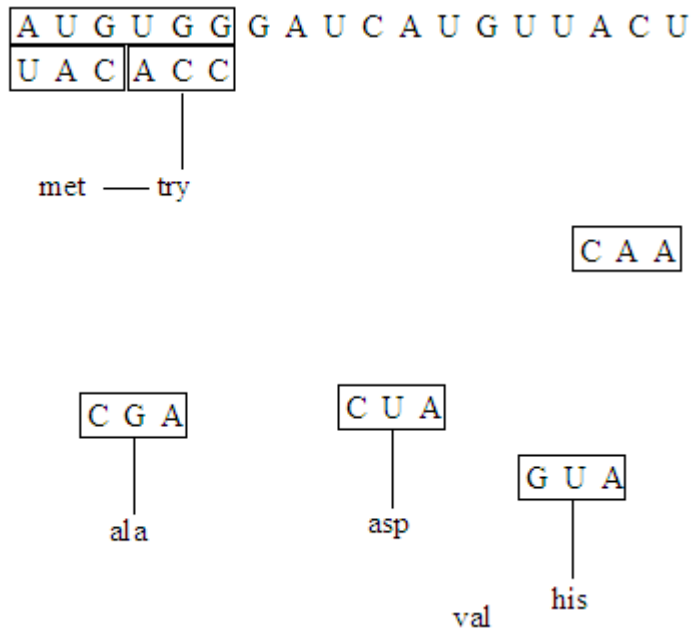 A U G U G G G A U C A U G U U A C U
U A C A C C
met try
C A A
C G A C U A
G U A
ala asp
val his